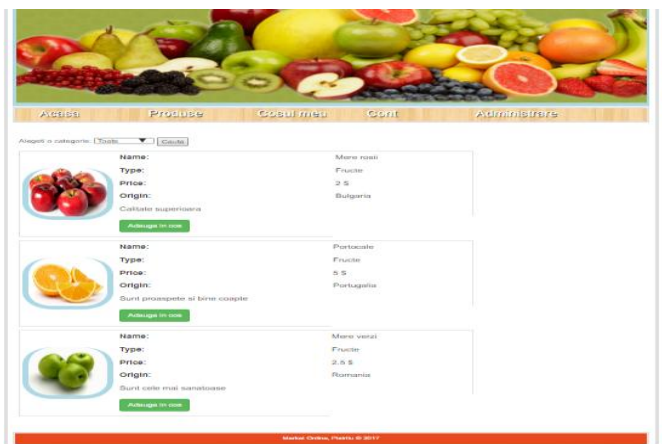 Acasa Produse Cosul meu Cont Administrare
Alegeti o categorie: Toate Cauta
Name: Mere rosii
Type: Fructe
Price: 2 $
Origin: Bulgaria
Calitate superioara
Adauga in cos
Name: Portocale
Type: Fructe
Price: 5 $
Origin: Portugalia
Sunt proaspete si bine coapte
Adauga in cos
Name: Mere verzi
Type: Fructe
Price: 2.5 $
Origin: Romania
Sunt cele mai sanatoase
Adauga in cos
Market Online, © 2017